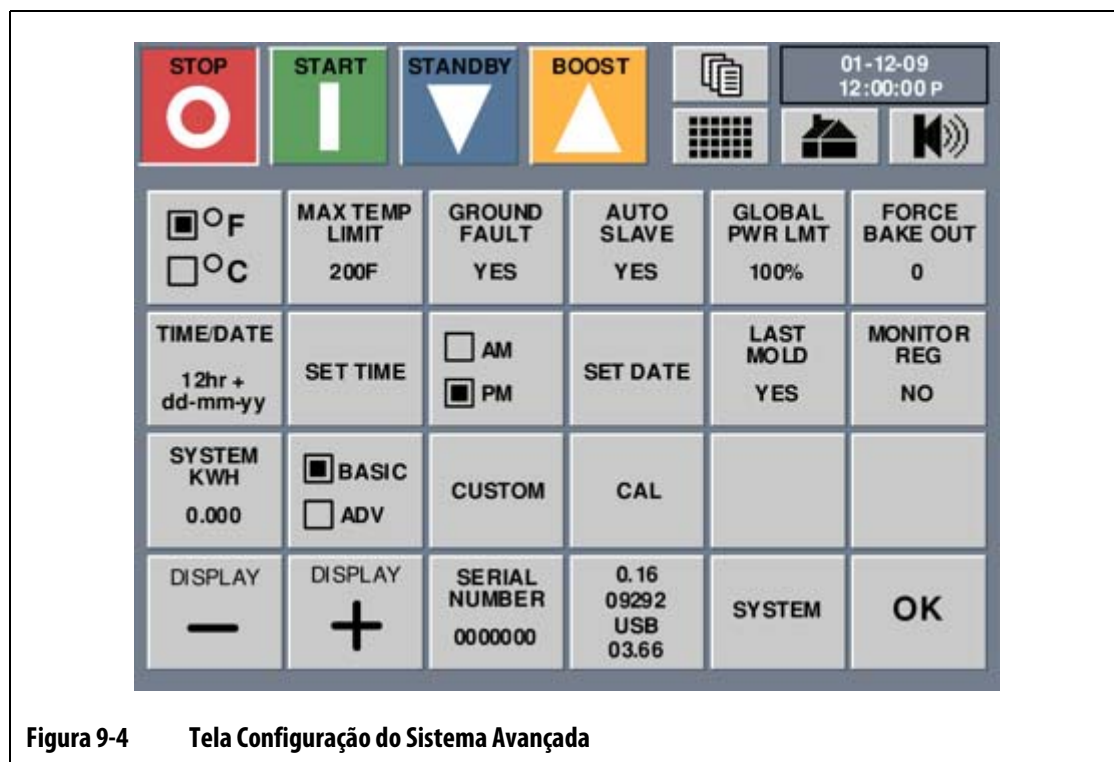 STOP
START
STANDBY
BOOST
01-12-09
12:00:00 P
°F
°C
MAX TEMP
LIMIT
200F
GROUND
FAULT
YES
AUTO
SLAVE
YES
GLOBAL
PWR LMT
100%
FORCE
BAKE OUT
0
TIME/DATE
12hr +
dd-mm-yy
SET TIME
AM
PM
SET DATE
LAST
MOLD
YES
MONITOR
REG
NO
SYSTEM
KWH
0.000
BASIC
ADV
CUSTOM
CAL
DISPLAY
–
DISPLAY
+
SERIAL
NUMBER
0000000
0.16
09292
USB
03.66
SYSTEM
OK
Figura 9-4 Tela Configuração do Sistema Avançada